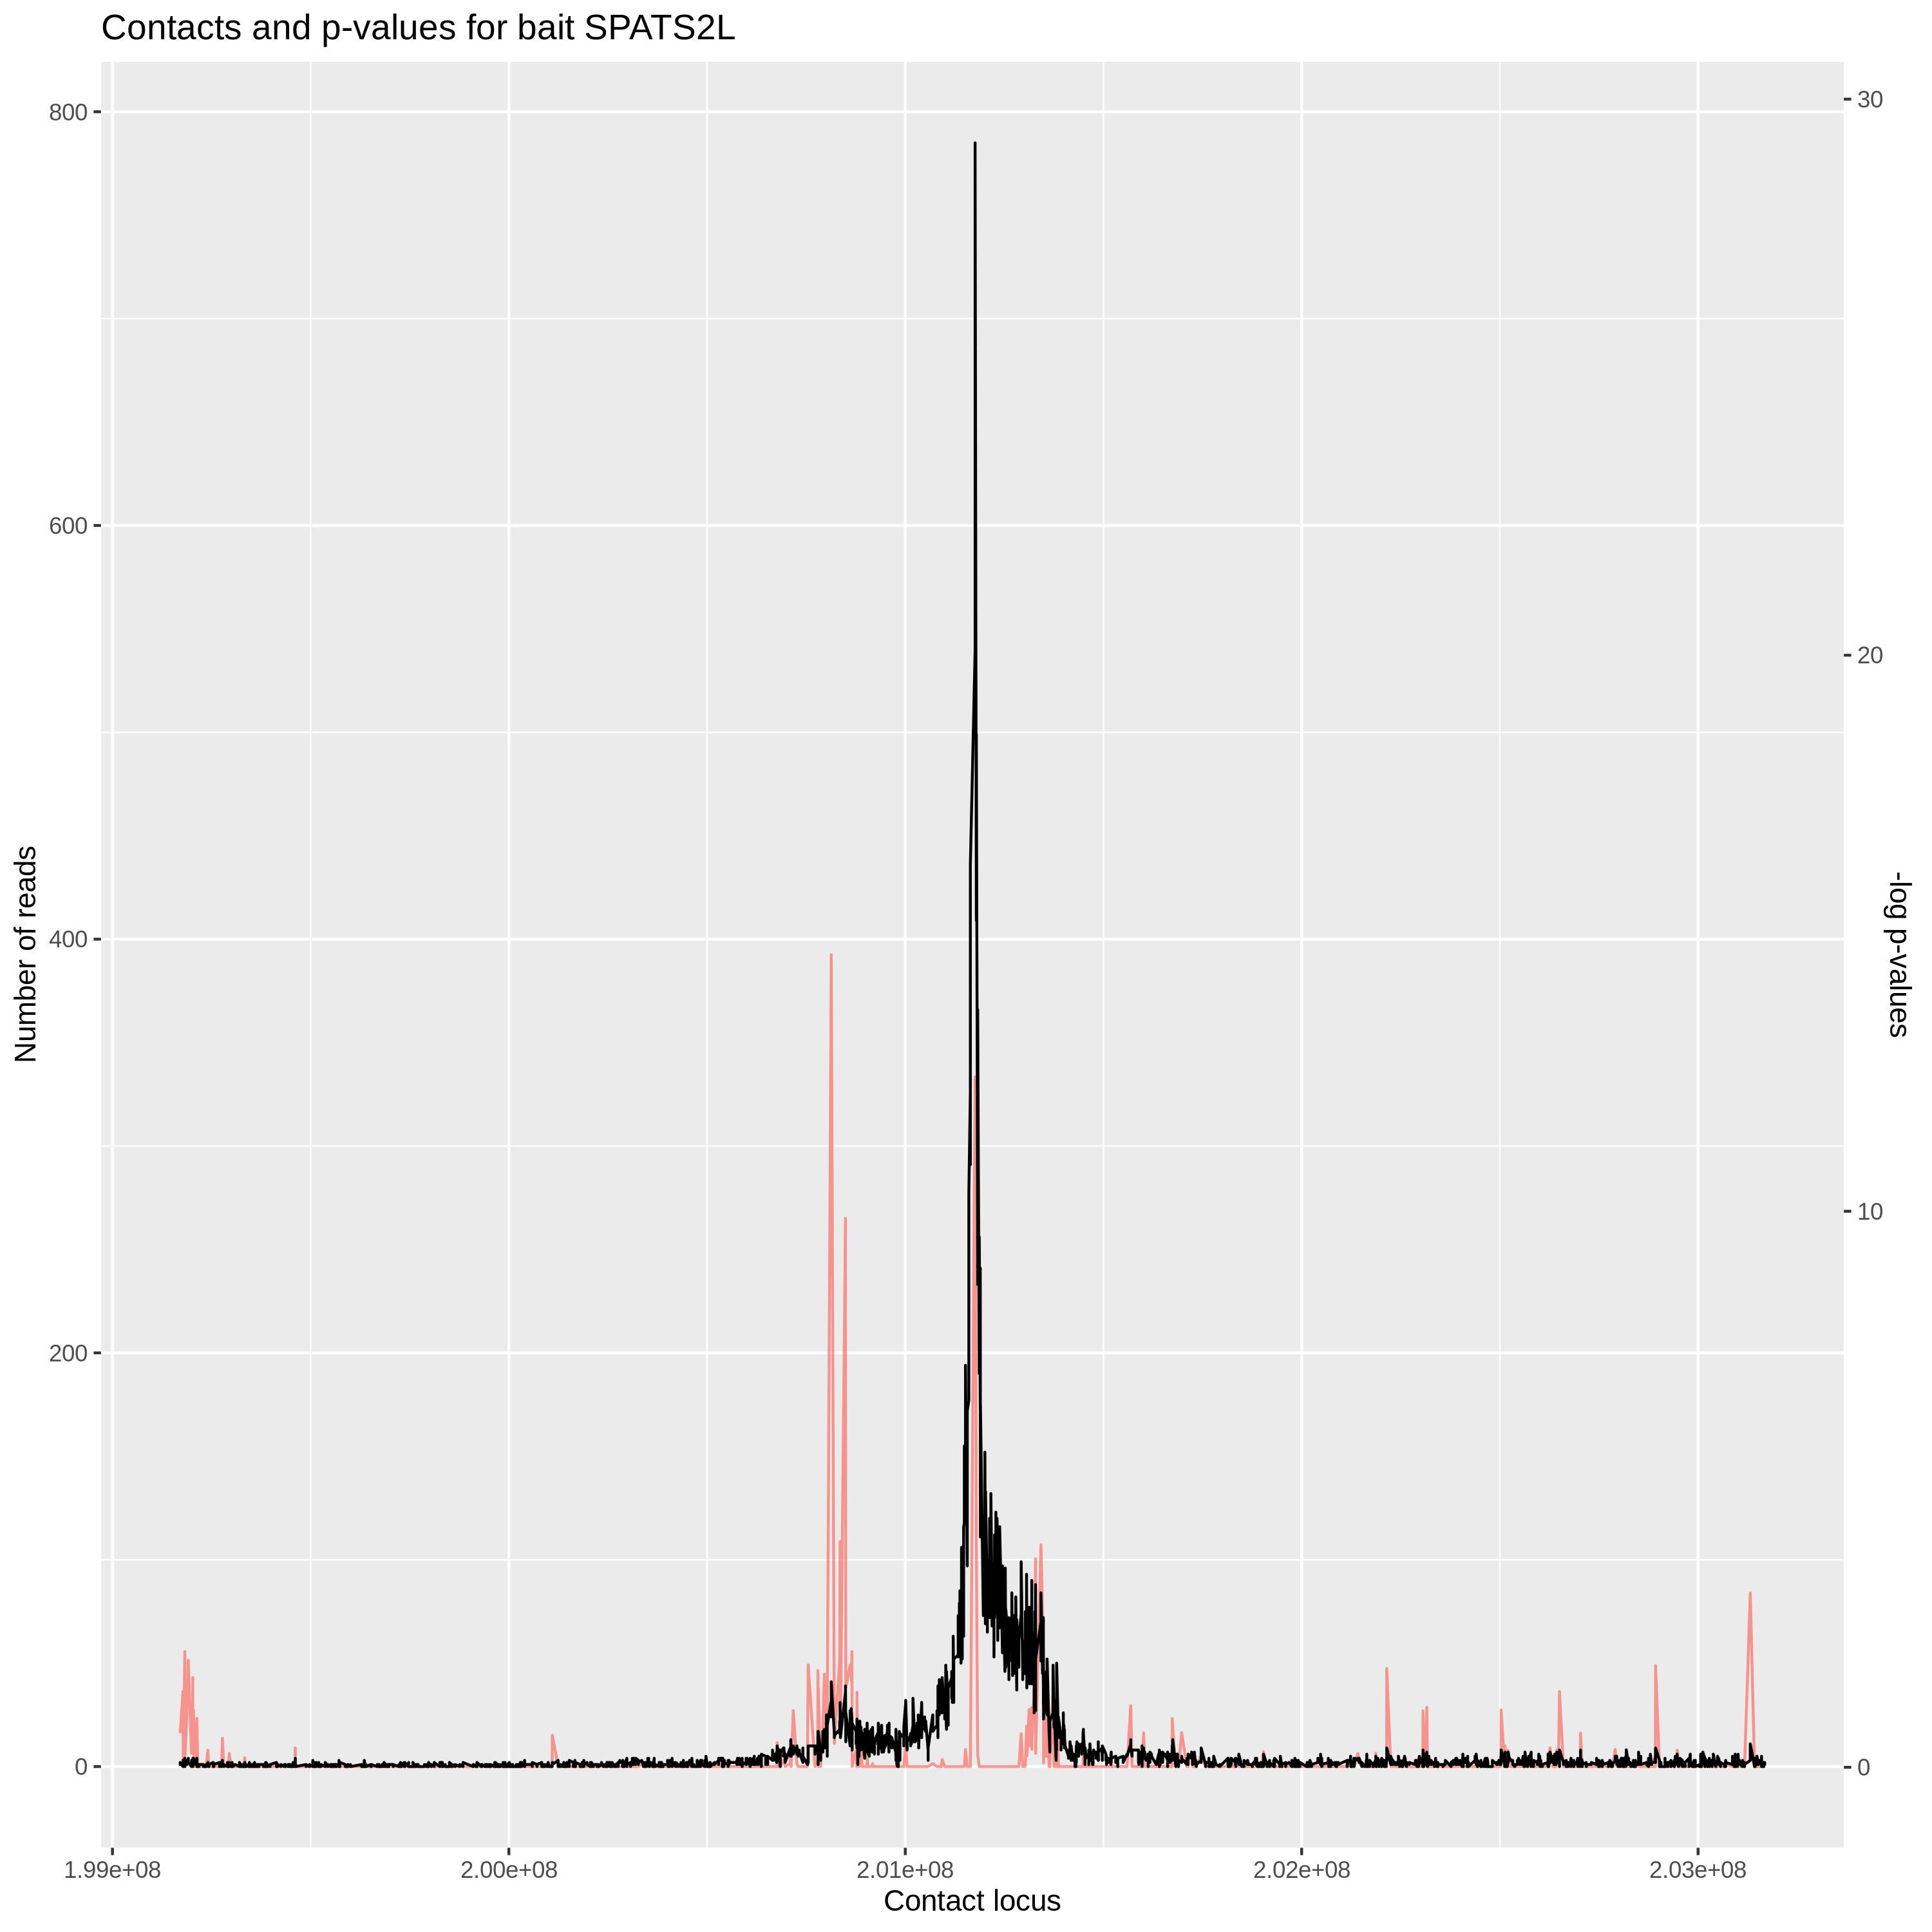 Contacts and p-values for bait SPATS2L
800
600
400
200
0
Number of reads
30
20
10
0
-log p-values
1.99e+08
2.00e+08
2.01e+08
2.02e+08
2.03e+08
Contact locus